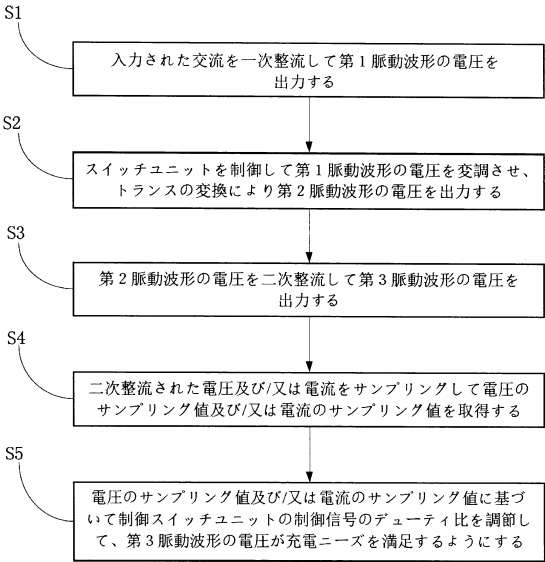 S1
入力された交流を一次整流して第1脈動波形の電圧を
出力する
S2
スイッチユニットを制御して第1脈動波形の電圧を変調させ、
トランスの変換により第2脈動波形の電圧を出力する
S3
第2脈動波形の電圧を二次整流して第3脈動波形の電圧を
出力する
S4
二次整流された電圧及び/又は電流をサンプリングして電圧の
サンプリング値及び/又は電流のサンプリング値を取得する
S5
電圧のサンプリング値及び/又は電流のサンプリング値に基づ
いて制御スイッチユニットの制御信号のデューティ比を調節し
て、第3脈動波形の電圧が充電ニーズを満足するようにする